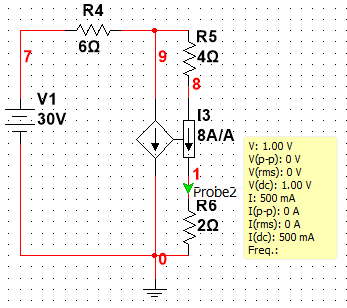 R4
6Ω
7
9
R5
4Ω
8
V1
30V
I3
8A/A
1
Probe2
R6
2Ω
0
V: 1.00 V
V(p-p): 0 V
V(rms): 0 V
V(dc): 1.00 V
I: 500 mA
I(p-p): 0 A
I(rms): 0 A
I(dc): 500 mA
Freq.: